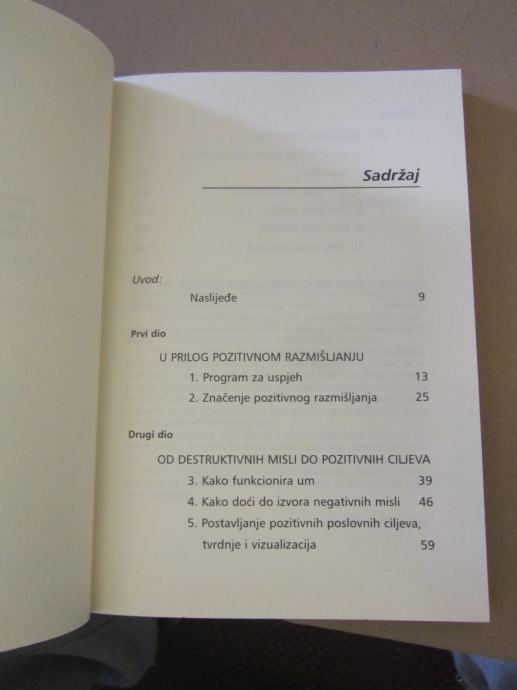 Sadržaj
Uvod:
Naslijeđe 9
Prvi dio
U PRILOG POZITIVNOM RAZMIŠLJANJU
1. Program za uspjeh 13
2. Značenje pozitivnog razmišljanja 25
Drugi dio
OD DESTRUKTIVNIH MISLI DO POZITIVNIH CILJEVA
3. Kako funkcionira um 39
4. Kako doći do izvora negativnih misli 46
5. Postavljanje pozitivnih poslovnih ciljeva,
tvrdnje i vizualizacija 59